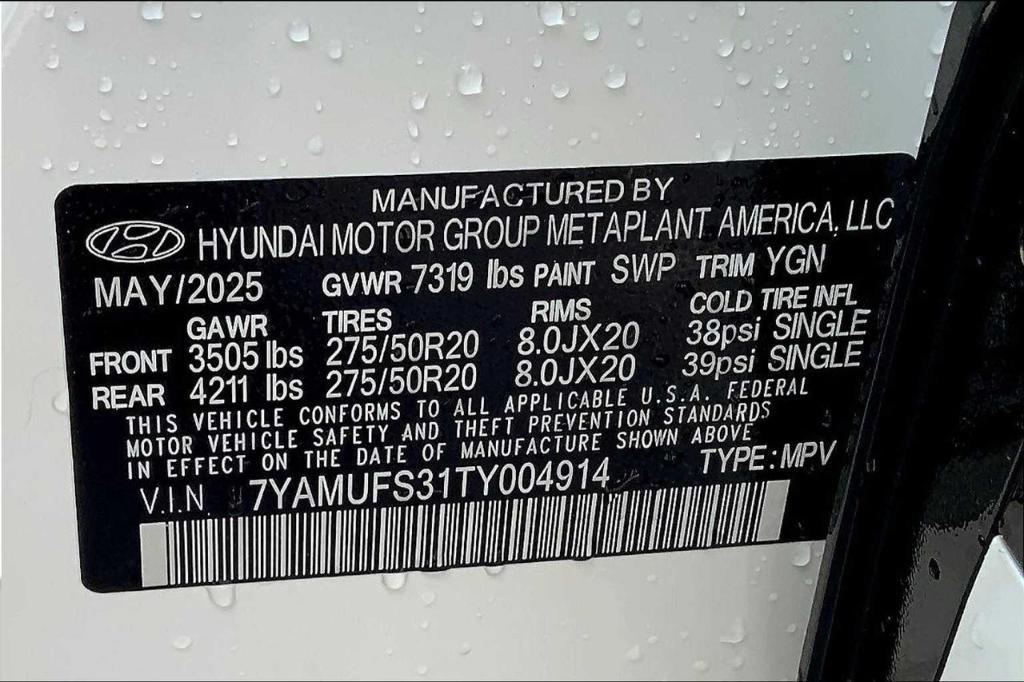 MANUFACTURED BY
HYUNDAI MOTOR GROUP METAPLANT AMERICA, LLC
MAY/2025 GVWR 7319 lbs PAINT SWP TRIM YGN
GAWR TIRES RIMS COLD TIRE INFL
FRONT 3505 lbs 275/50R20 8.0JX20 38psi SINGLE
REAR 4211 lbs 275/50R20 8.0JX20 39psi SINGLE
THIS VEHICLE CONFORMS TO ALL APPLICABLE U.S.A. FEDERAL
MOTOR VEHICLE SAFETY AND THEFT PREVENTION STANDARDS
IN EFFECT ON THE DATE OF MANUFACTURE SHOWN ABOVE
V.I.N 7YAMUFS31TY004914 TYPE:MPV